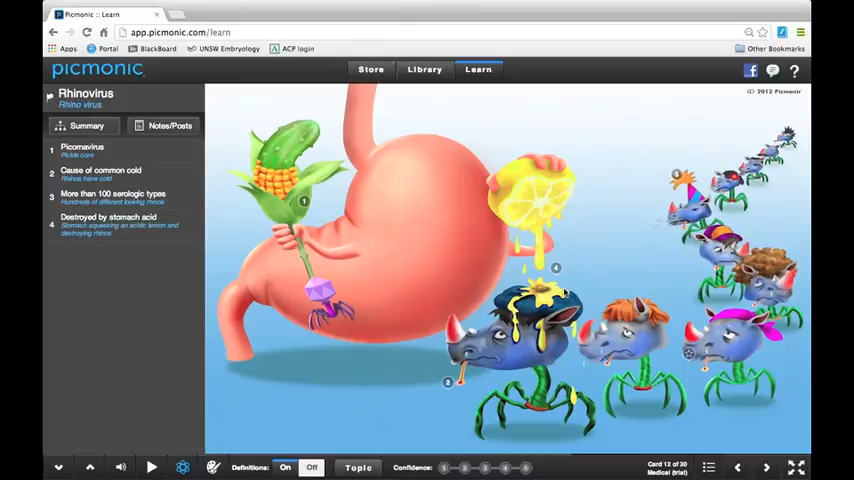 Picmonic :: Learn
app.picmonic.com/learn
Apps Portal BlackBoard UNSW Embryology ACP login Other Bookmarks
picmonic
Store Library Learn
Rhinovirus
Rhino virus
© 2012 Picmonic
Summary Notes/Posts
1 Picornavirus
Pickle corn
2 Cause of common cold
Rhinos have cold
3 More than 100 serologic types
Hundreds of different looking rhinos
4 Destroyed by stomach acid
Stomach squeezing an acidic lemon and
destroying rhinos
1
3
4
2
Definitions: On Off Topic Confidence: 1 2 3 4 5 Card 12 of 30
Medical (trial)